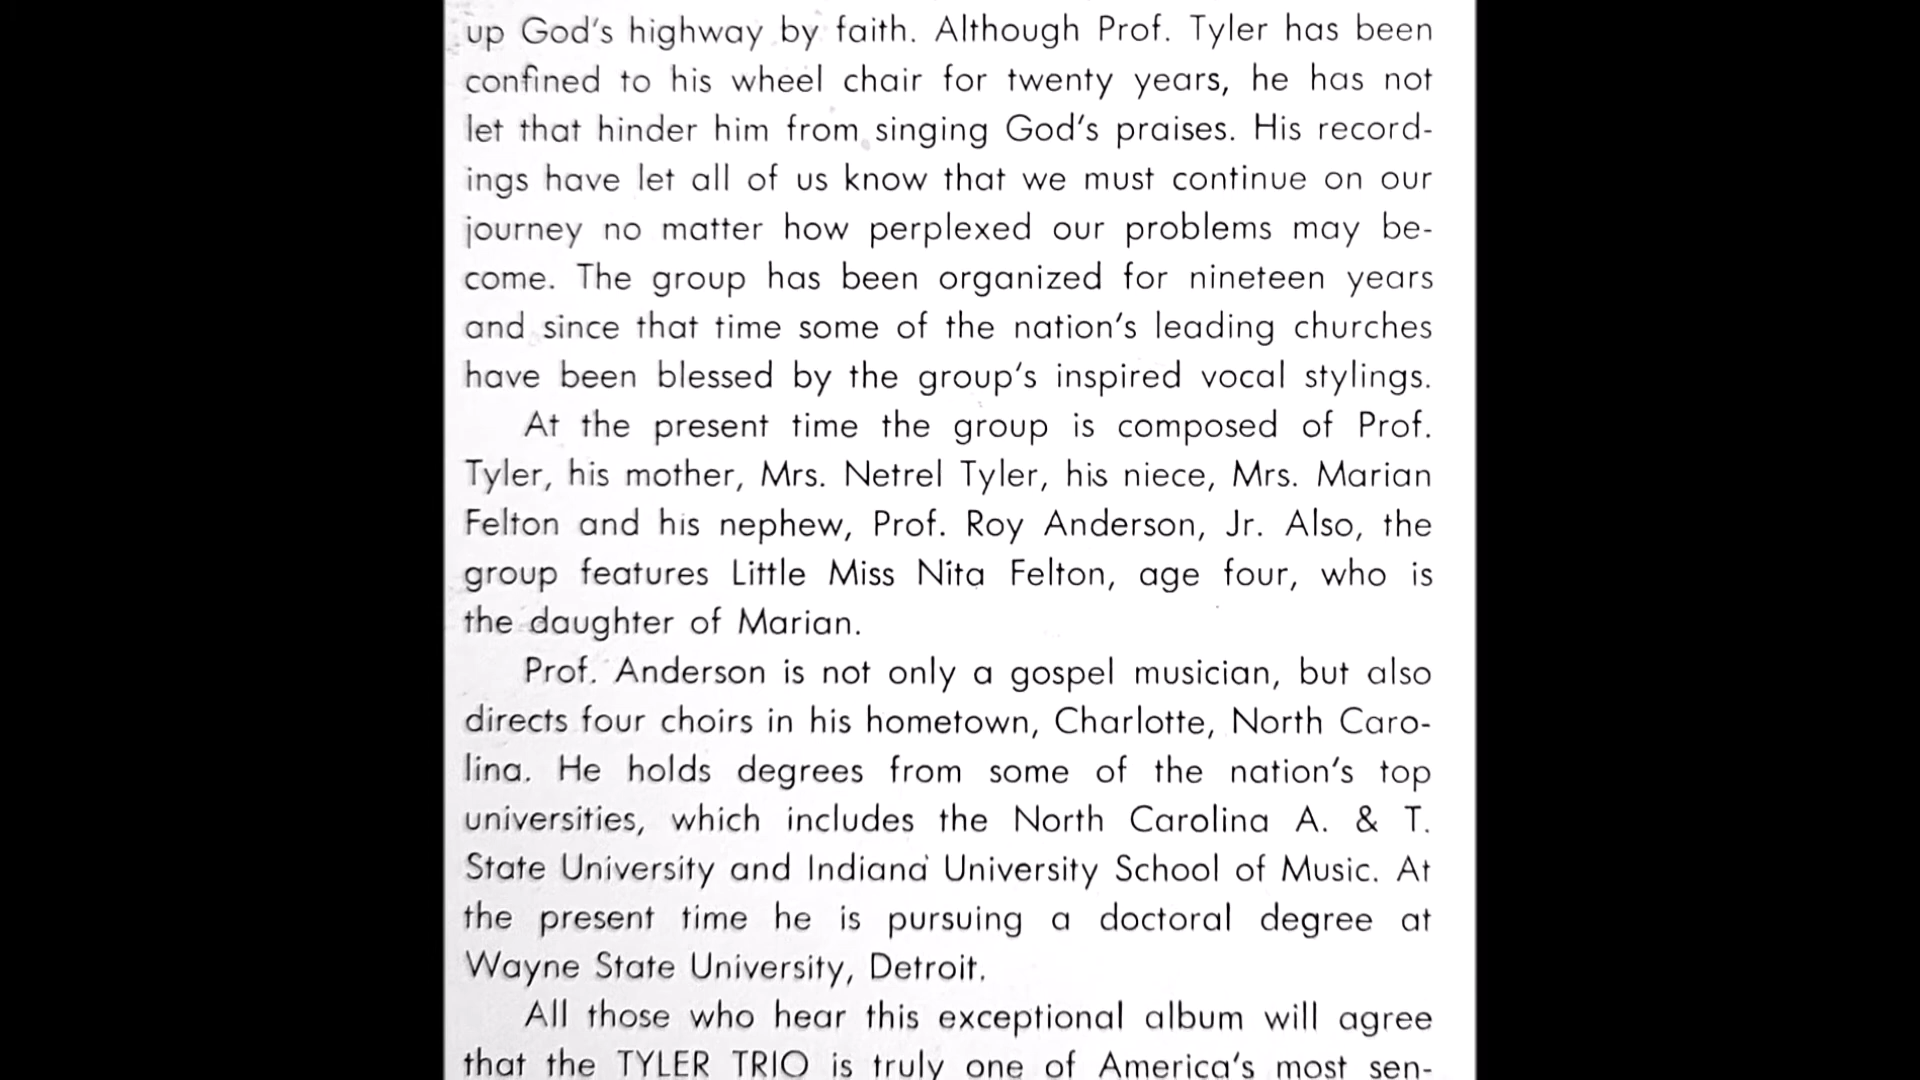 up God's highway by faith. Although Prof. Tyler has been
confined to his wheel chair for twenty years, he has not
let that hinder him from singing God's praises. His record-
ings have let all of us know that we must continue on our
journey no matter how perplexed our problems may be-
come. The group has been organized for nineteen years
and since that time some of the nation's leading churches
have been blessed by the group's inspired vocal stylings.
At the present time the group is composed of Prof.
Tyler, his mother, Mrs. Netrel Tyler, his niece, Mrs. Marian
Felton and his nephew, Prof. Roy Anderson, Jr. Also, the
group features Little Miss Nita Felton, age four, who is
the daughter of Marian.
Prof. Anderson is not only a gospel musician, but also
directs four choirs in his hometown, Charlotte, North Caro-
lina. He holds degrees from some of the nation's top
universities, which includes the North Carolina A. & T.
State University and Indiana University School of Music. At
the present time he is pursuing a doctoral degree at
Wayne State University, Detroit.
All those who hear this exceptional album will agree
that the TYLER TRIO is truly one of America's most sen-